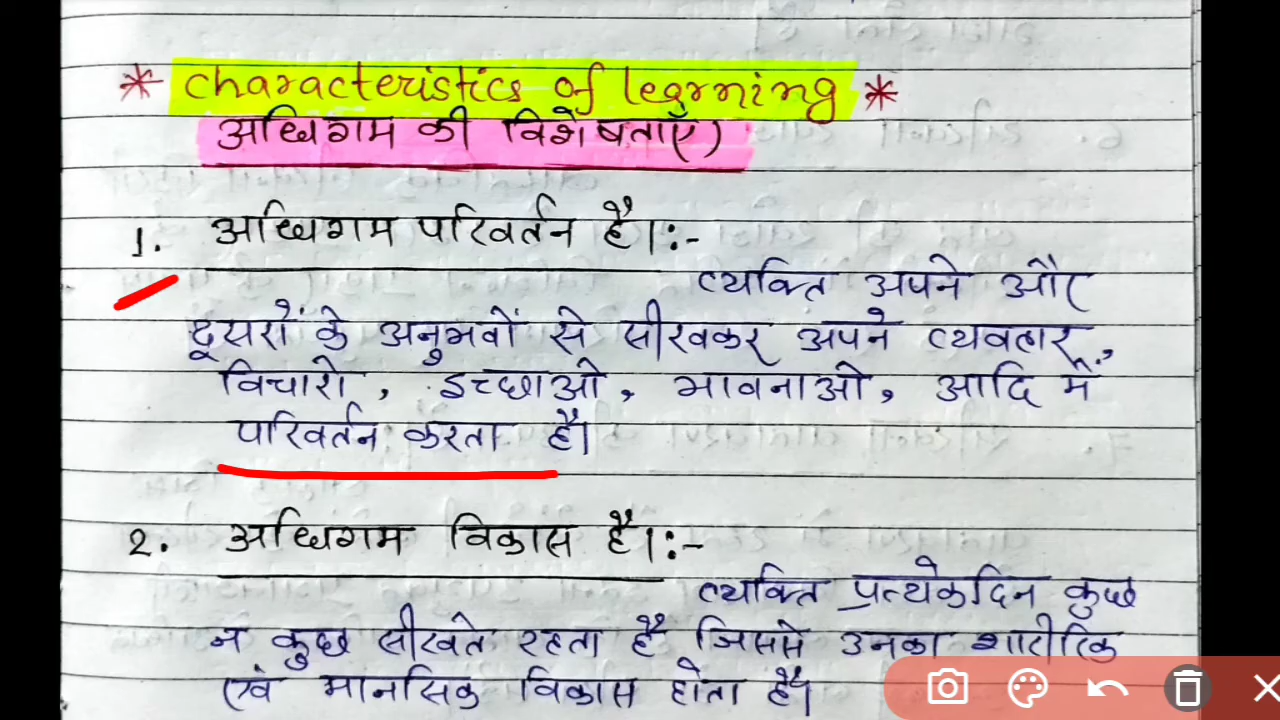 * characteristics of learning *
अधिगम की विशेषताएँ)
1. अधिगम परिवर्तन है।:-
व्यक्ति अपने और
दूसरों के अनुभवों से सीखकर अपने व्यवहार,
विचारो, इच्छाओ, भावनाओ, आदि में
परिवर्तन करता है।
2. अधिगम विकास है।:-
व्यक्ति प्रत्येकदिन कुछ
न कुछ सीखते रहता है जिससे उनका शारीरिक
एवं मानसिक विकास होता है।